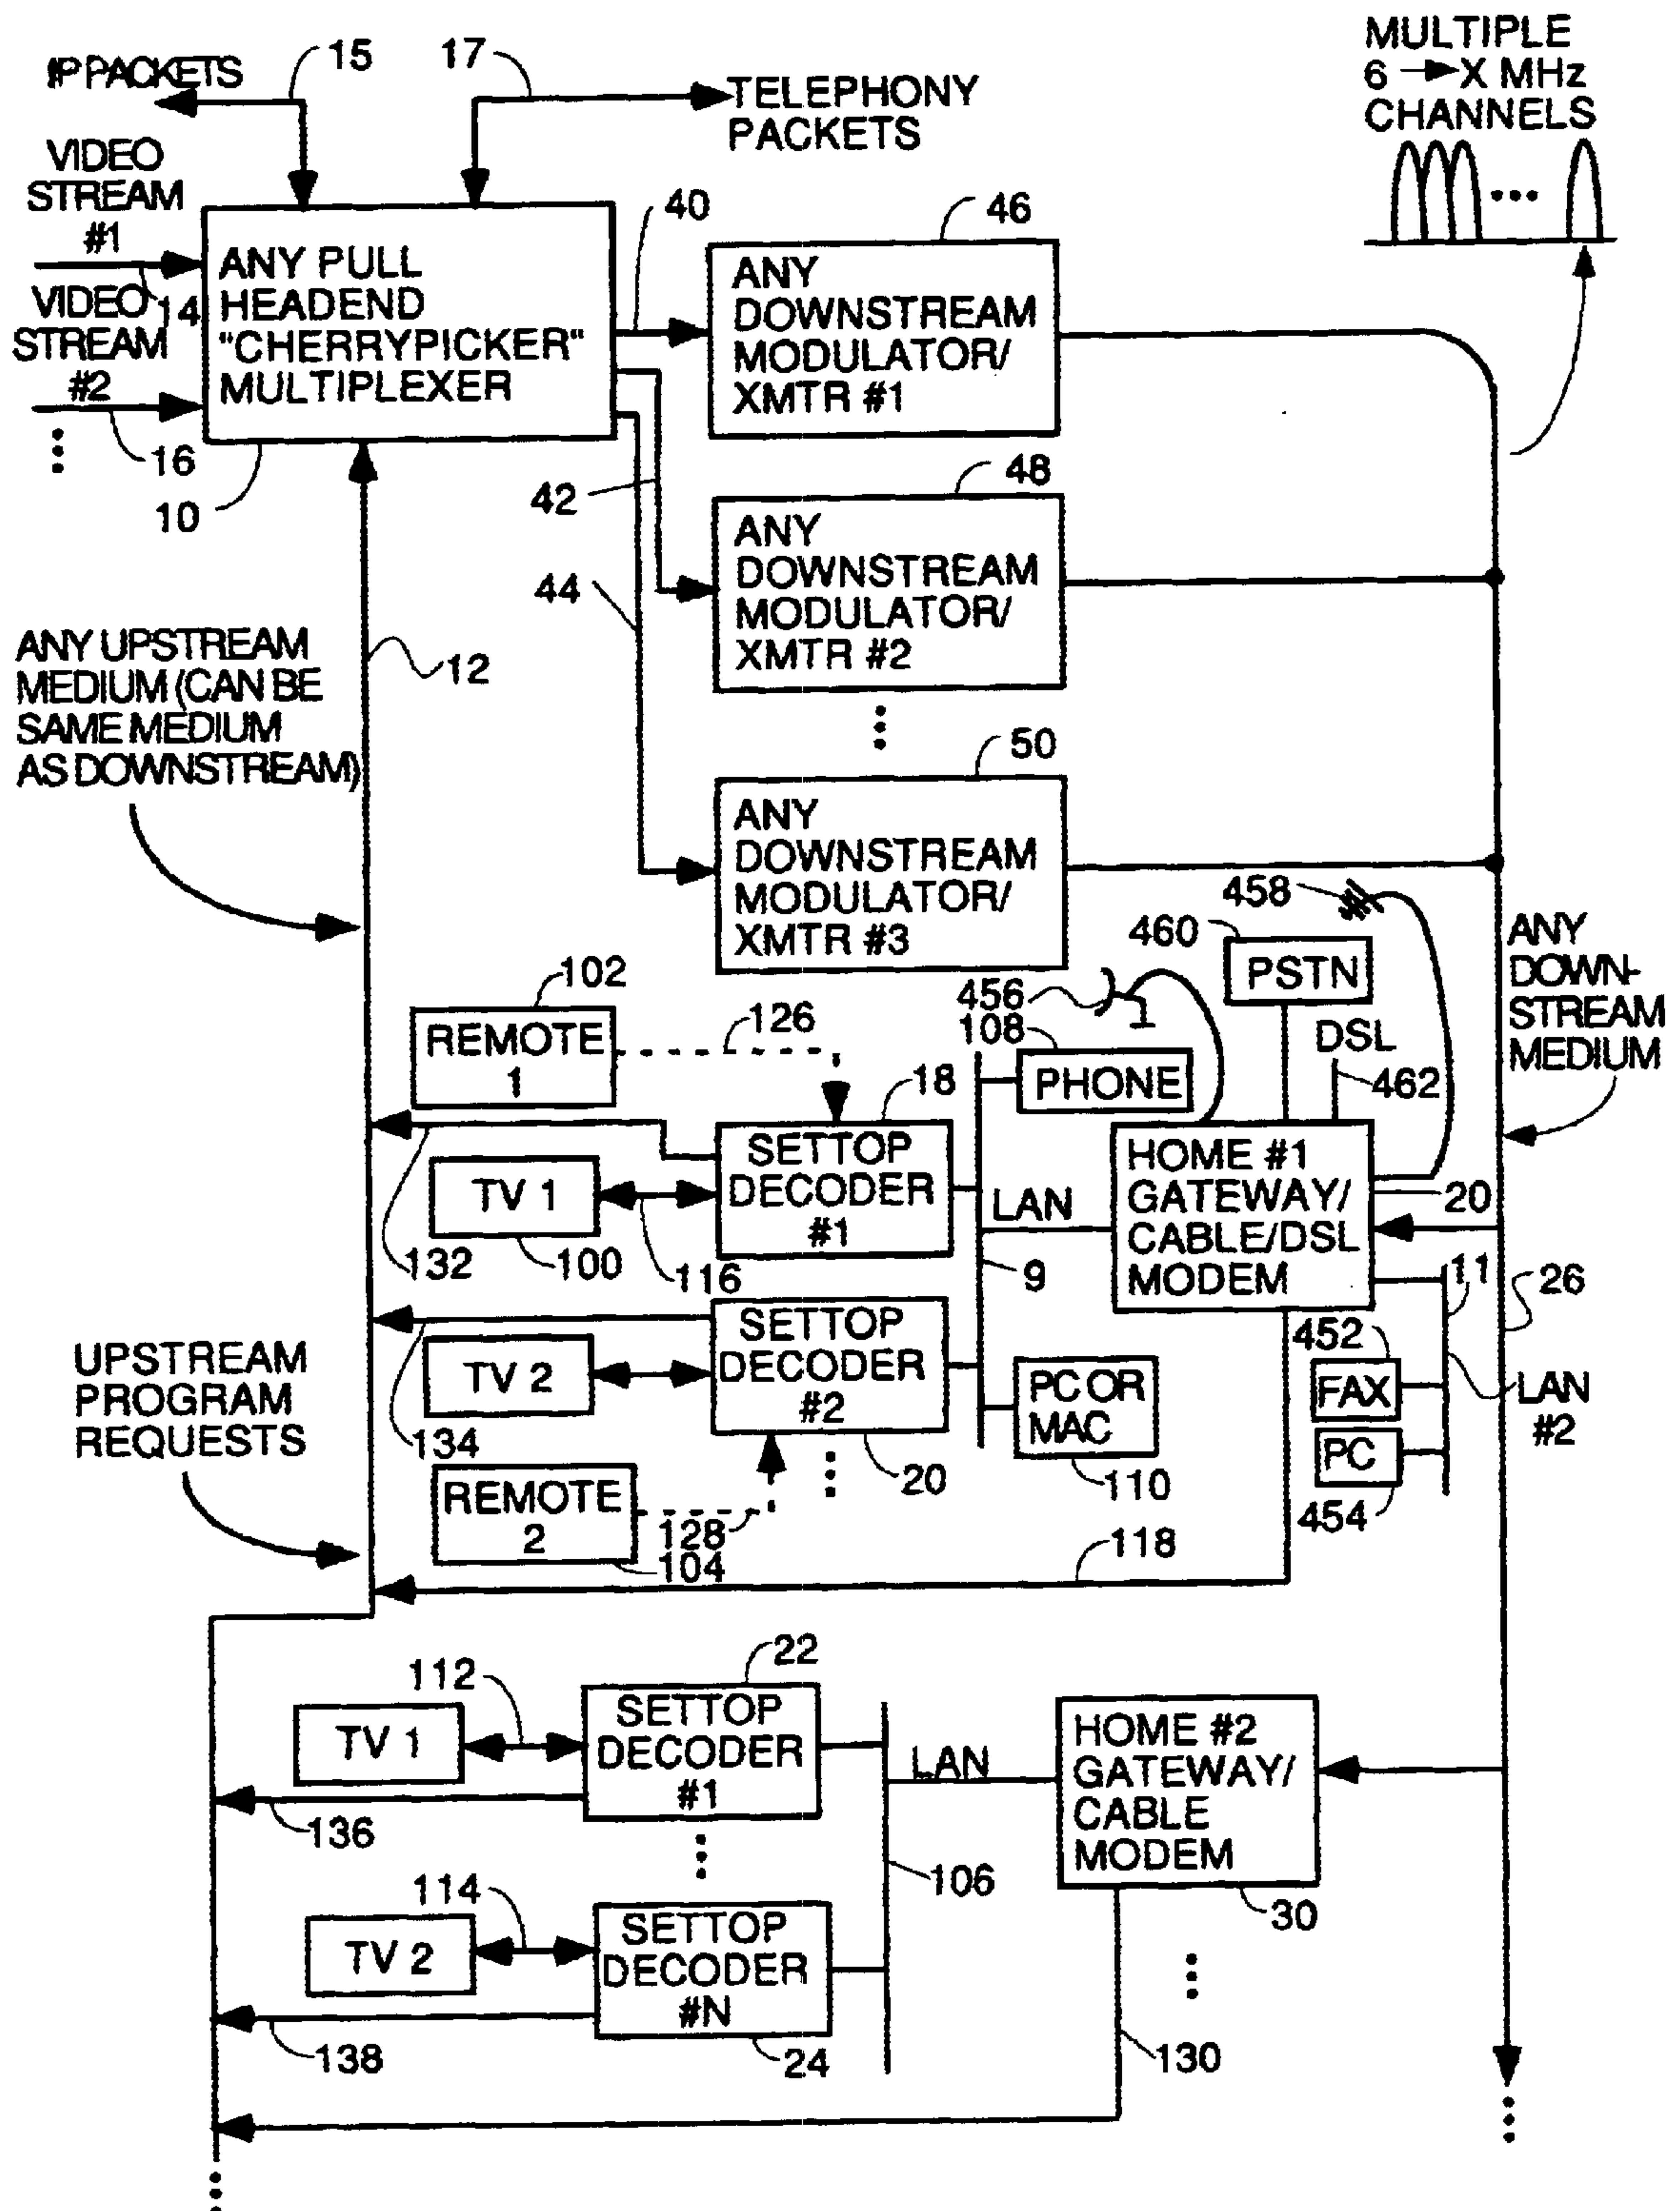 IP PACKETS
15
17
TELEPHONY
PACKETS
MULTIPLE
6 → X MHz
CHANNELS
...
VIDEO
STREAM
#1
14
VIDEO
STREAM
#2
16
10
ANY PULL
HEADEND
"CHERRYPICKER"
MULTIPLEXER
40
42
44
46
ANY
DOWNSTREAM
MODULATOR/
XMTR #1
48
ANY
DOWNSTREAM
MODULATOR/
XMTR #2
50
ANY
DOWNSTREAM
MODULATOR/
XMTR #3
ANY UPSTREAM
MEDIUM (CAN BE
SAME MEDIUM
AS DOWNSTREAM)
12
458
460
PSTN
456
DSL
462
ANY
DOWN-
STREAM
MEDIUM
102
REMOTE
1
126
108
PHONE
18
SETTOP
DECODER
#1
TV 1
100
116
132
LAN
9
HOME #1
GATEWAY/
CABLE/DSL
MODEM
20
11
26
SETTOP
DECODER
#2
TV 2
134
20
REMOTE
2
128
104
PC OR
MAC
110
452
FAX
PC
454
LAN
#2
UPSTREAM
PROGRAM
REQUESTS
118
22
112
TV 1
SETTOP
DECODER
#1
136
LAN
HOME #2
GATEWAY/
CABLE
MODEM
30
106
114
TV 2
SETTOP
DECODER
#N
138
24
130